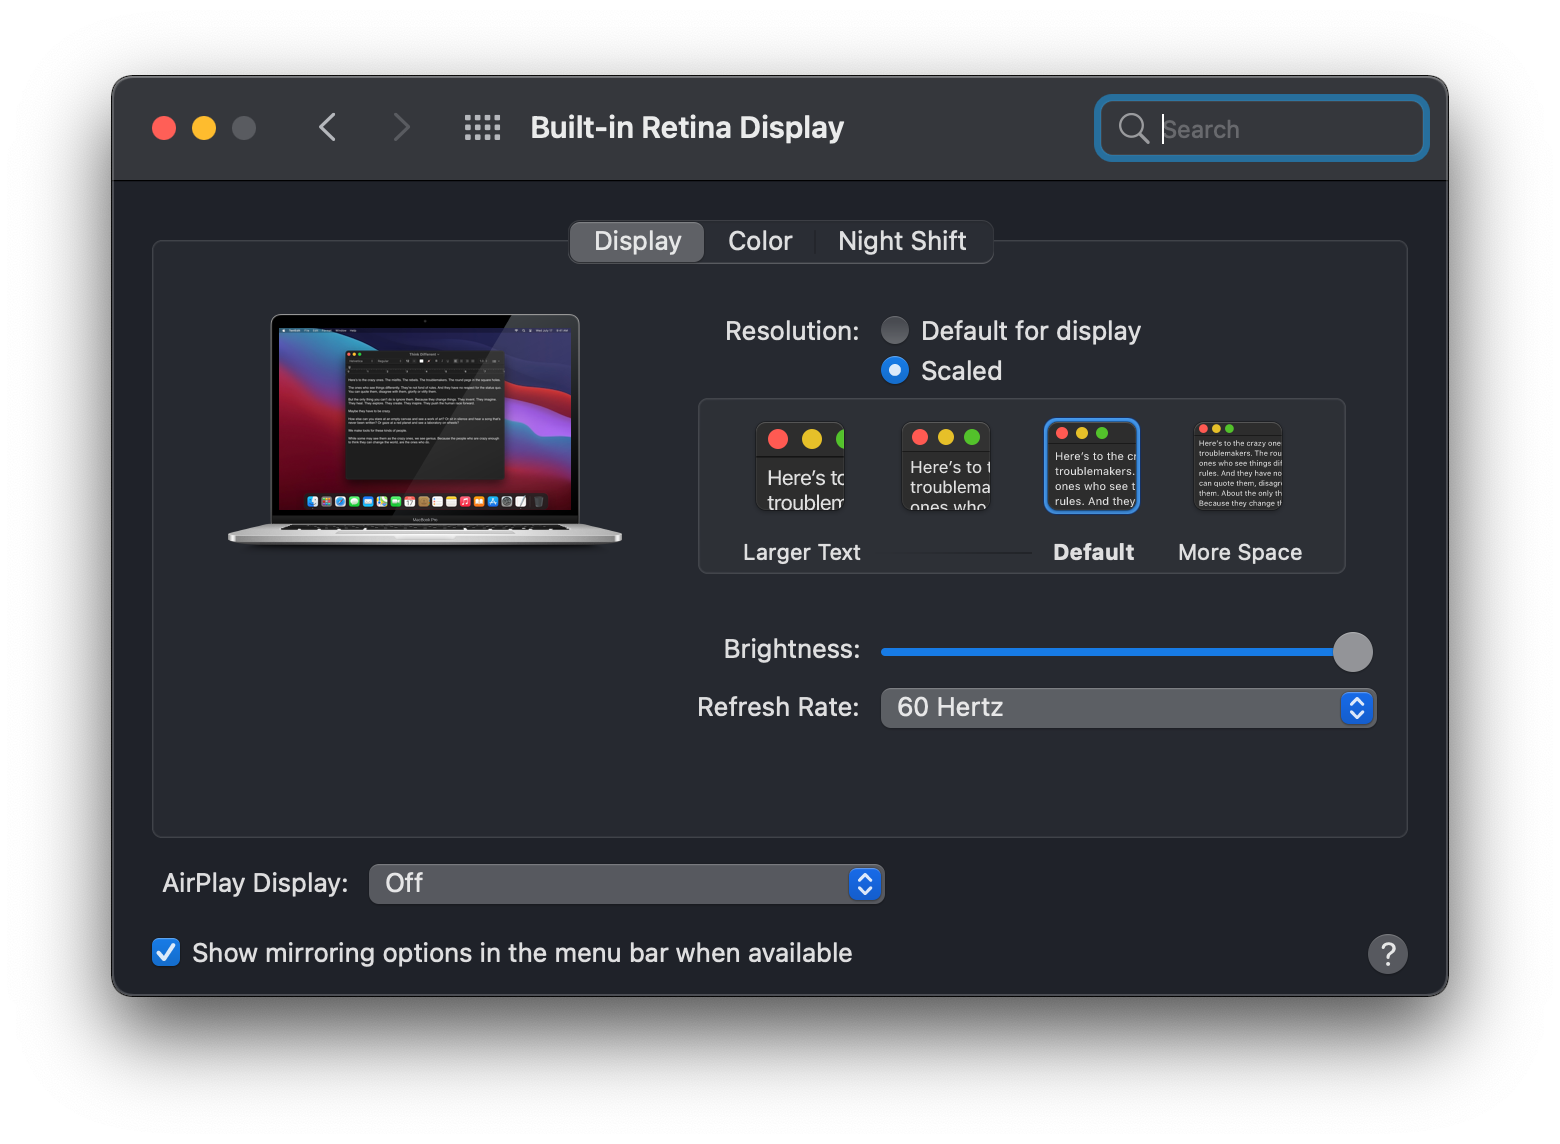 Built-in Retina Display
Search
Display
Color
Night Shift
Resolution:
Default for display
Scaled
Here's to
troublem
Here's to t
troublema
ones who
Here's to the cr
troublemakers.
ones who see t
rules. And they
Here's to the crazy one
troublemakers. The rou
ones who see things dif
rules. And they have no
can quote them, disagr
them. About the only th
Because they change t
Larger Text
Default
More Space
MacBook Pro
Brightness:
Refresh Rate:
60 Hertz
AirPlay Display:
Off
Show mirroring options in the menu bar when available
?